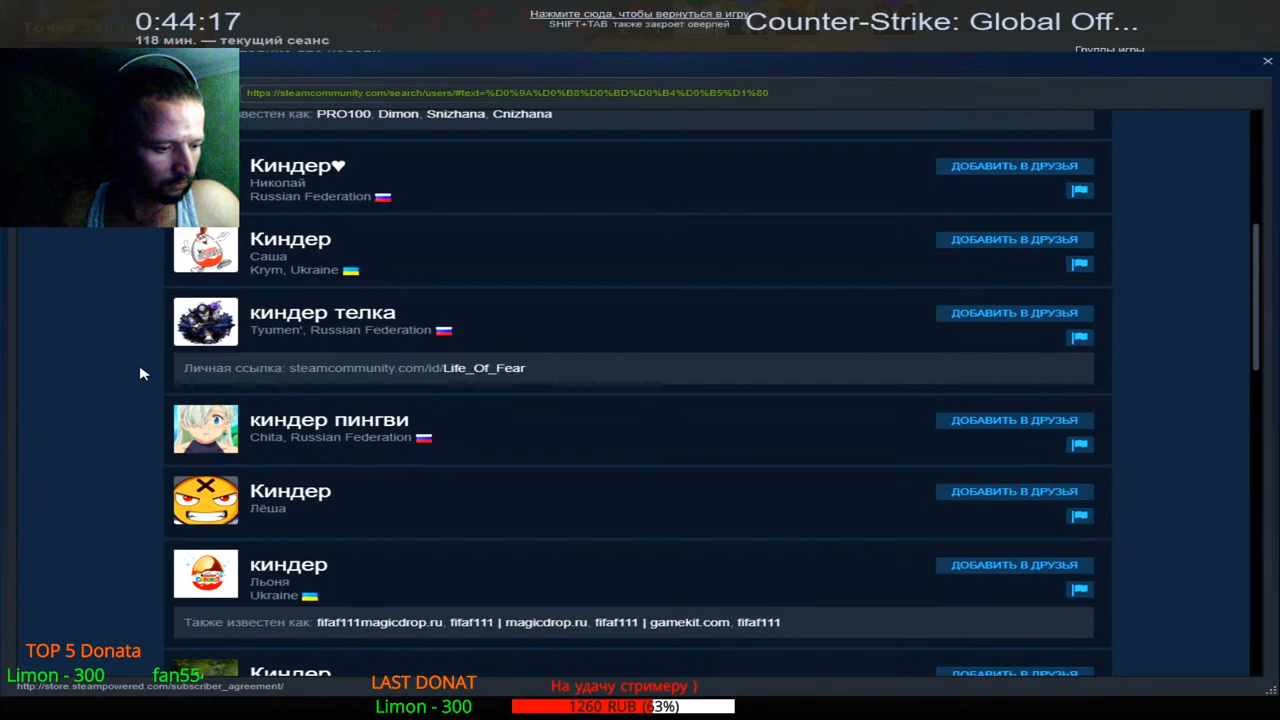 0:44:17
118 мин. — текущий сеанс
Нажмите сюда, чтобы вернуться в игру
SHIFT+TAB также закроет оверлей
Counter-Strike: Global Off...
Группы игры
https://steamcommunity.com/search/users/#text=%D0%9A%D0%B8%D0%BD%D0%B4%D0%B5%D1%80
вестен как: PRO100, Dimon, Snizhana, Cnizhana
Киндер♥
ДОБАВИТЬ В ДРУЗЬЯ
Николай
Russian Federation
Киндер
ДОБАВИТЬ В ДРУЗЬЯ
Саша
Krym, Ukraine
киндер телка
ДОБАВИТЬ В ДРУЗЬЯ
Tyumen', Russian Federation
Личная ссылка: steamcommunity.com/id/Life_Of_Fear
киндер пингви
ДОБАВИТЬ В ДРУЗЬЯ
Chita, Russian Federation
Киндер
ДОБАВИТЬ В ДРУЗЬЯ
Лёша
киндер
ДОБАВИТЬ В ДРУЗЬЯ
Льоня
Ukraine
Также известен как: fifaf111magicdrop.ru, fifaf111 | magicdrop.ru, fifaf111 | gamekit.com, fifaf111
Киндер
ДОБАВИТЬ В ДРУЗЬЯ
TOP 5 Donata
Limon - 300 fan554
http://store.steampowered.com/subscriber_agreement/
LAST DONAT
Limon - 300
На удачу стримеру )
1260 RUB (63%)